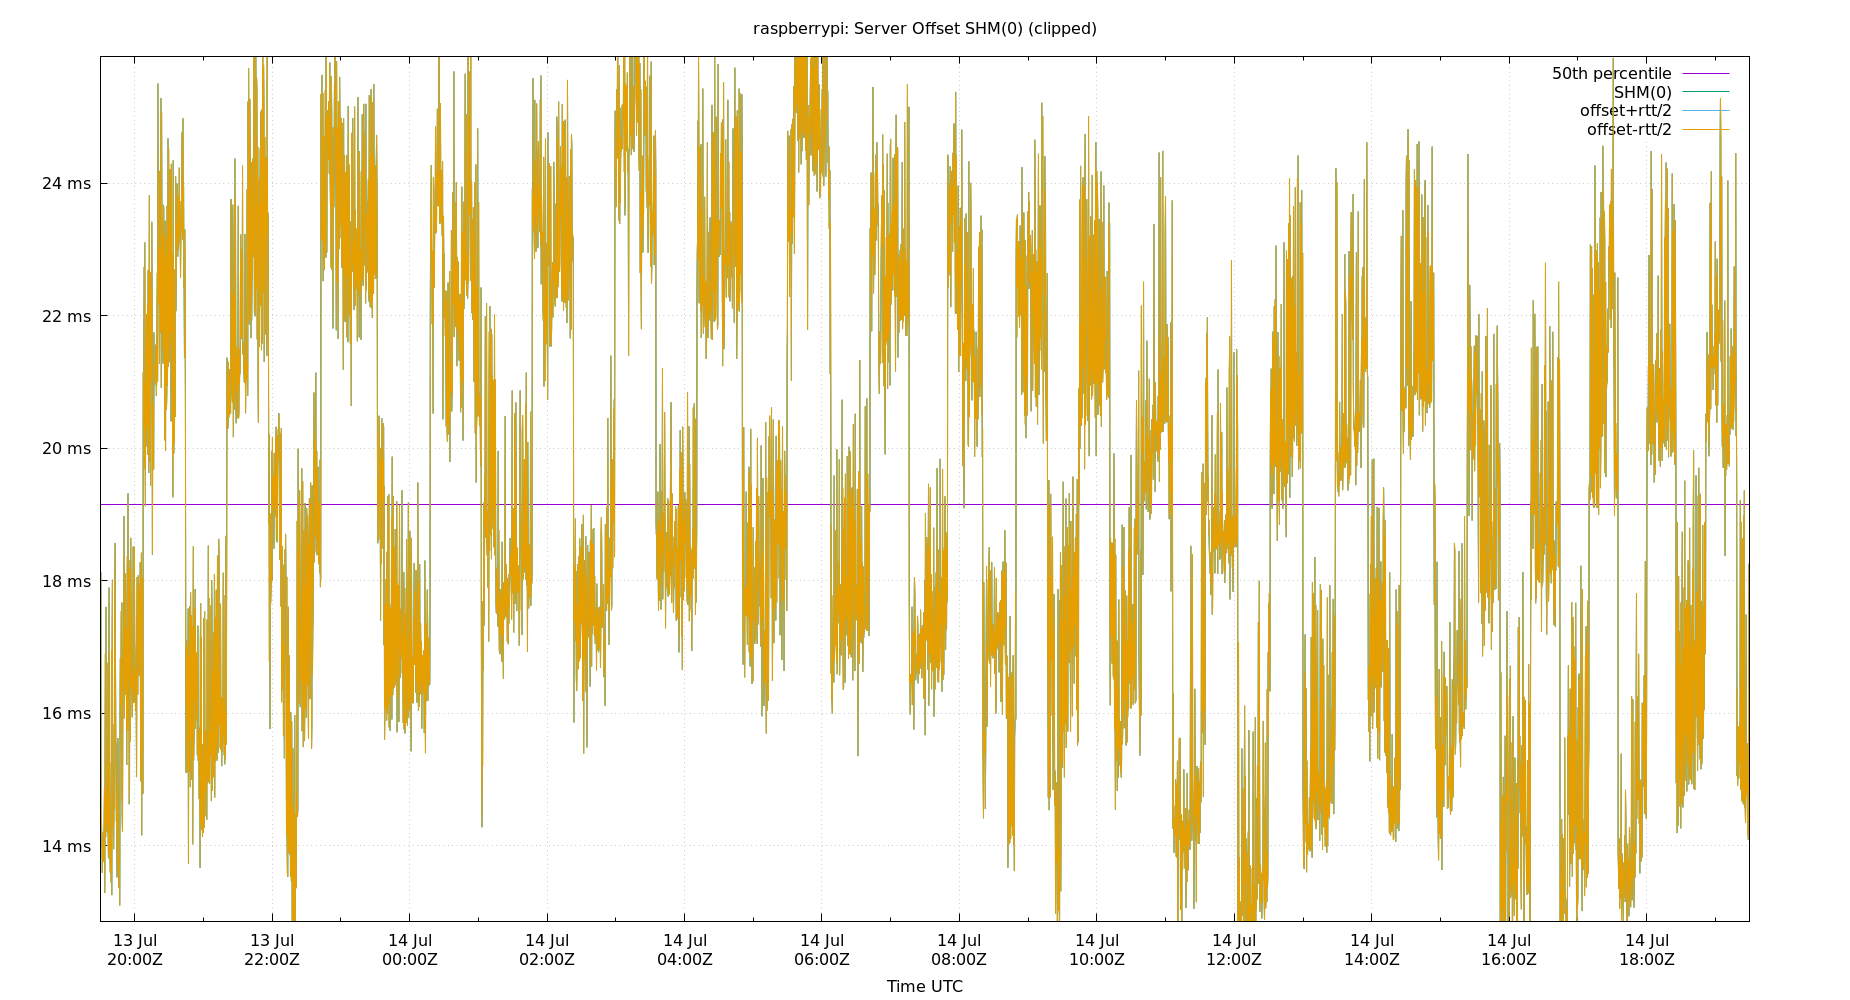 raspberrypi: Server Offset SHM(0) (clipped)
50th percentile
SHM(0)
offset+rtt/2
offset-rtt/2
24 ms
22 ms
20 ms
18 ms
16 ms
14 ms
13 Jul 13 Jul 14 Jul 14 Jul 14 Jul 14 Jul 14 Jul 14 Jul 14 Jul 14 Jul 14 Jul 14 Jul
20:00Z 22:00Z 00:00Z 02:00Z 04:00Z 06:00Z 08:00Z 10:00Z 12:00Z 14:00Z 16:00Z 18:00Z
Time UTC